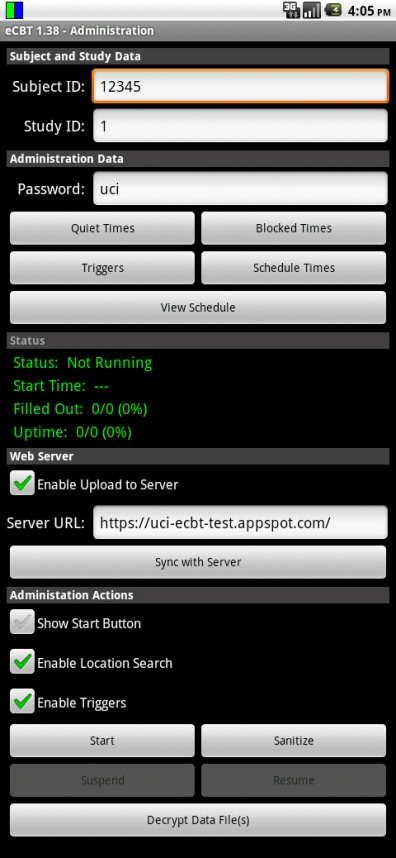 3G
4:05 PM
eCBT 1.38 - Administration
Subject and Study Data
Subject ID: 12345
Study ID: 1
Administration Data
Password: uci
Quiet Times Blocked Times
Triggers Schedule Times
View Schedule
Status
Status: Not Running
Start Time: ---
Filled Out: 0/0 (0%)
Uptime: 0/0 (0%)
Web Server
Enable Upload to Server
Server URL: https://uci-ecbt-test.appspot.com/
Sync with Server
Administation Actions
Show Start Button
Enable Location Search
Enable Triggers
Start Sanitize
Suspend Resume
Decrypt Data File(s)